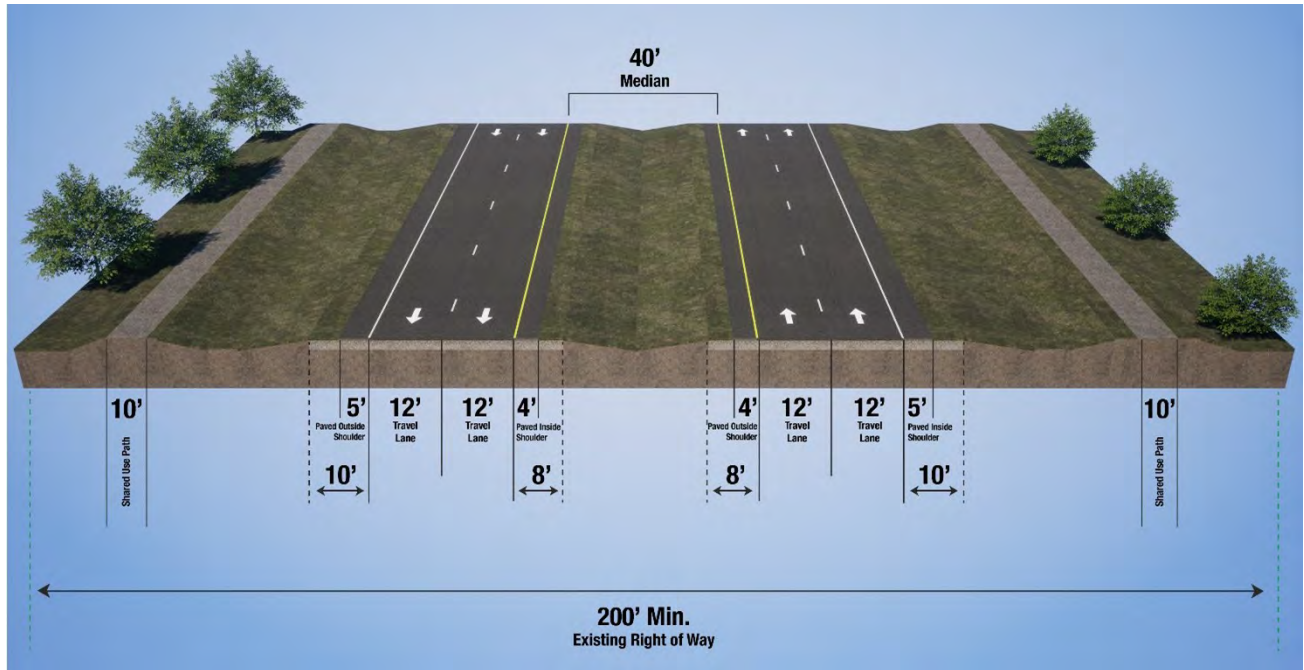 40'
Median
10'
Shared Use Path
5'
Paved Outside
Shoulder
12'
Travel
Lane
12'
Travel
Lane
4'
Paved Inside
Shoulder
10'
8'
4'
Paved Outside
Shoulder
12'
Travel
Lane
12'
Travel
Lane
5'
Paved Inside
Shoulder
8'
10'
10'
Shared Use Path
200' Min.
Existing Right of Way